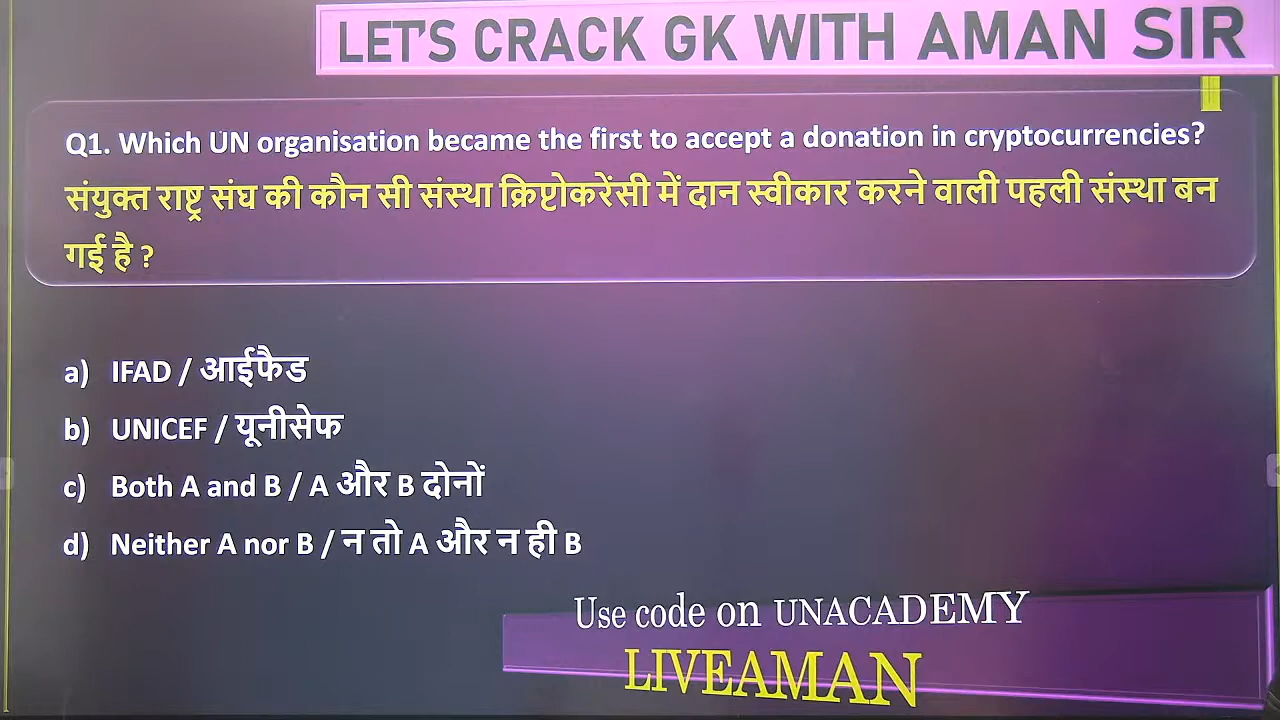 LET'S CRACK GK WITH AMAN SIR
Q1. Which UN organisation became the first to accept a donation in cryptocurrencies?
संयुक्त राष्ट्र संघ की कौन सी संस्था क्रिप्टोकरेंसी में दान स्वीकार करने वाली पहली संस्था बन
गई है ?
a) IFAD / आईफैड
b) UNICEF / यूनीसेफ
c) Both A and B / A और B दोनों
d) Neither A nor B / न तो A और न ही B
Use code on UNACADEMY
LIVEAMAN